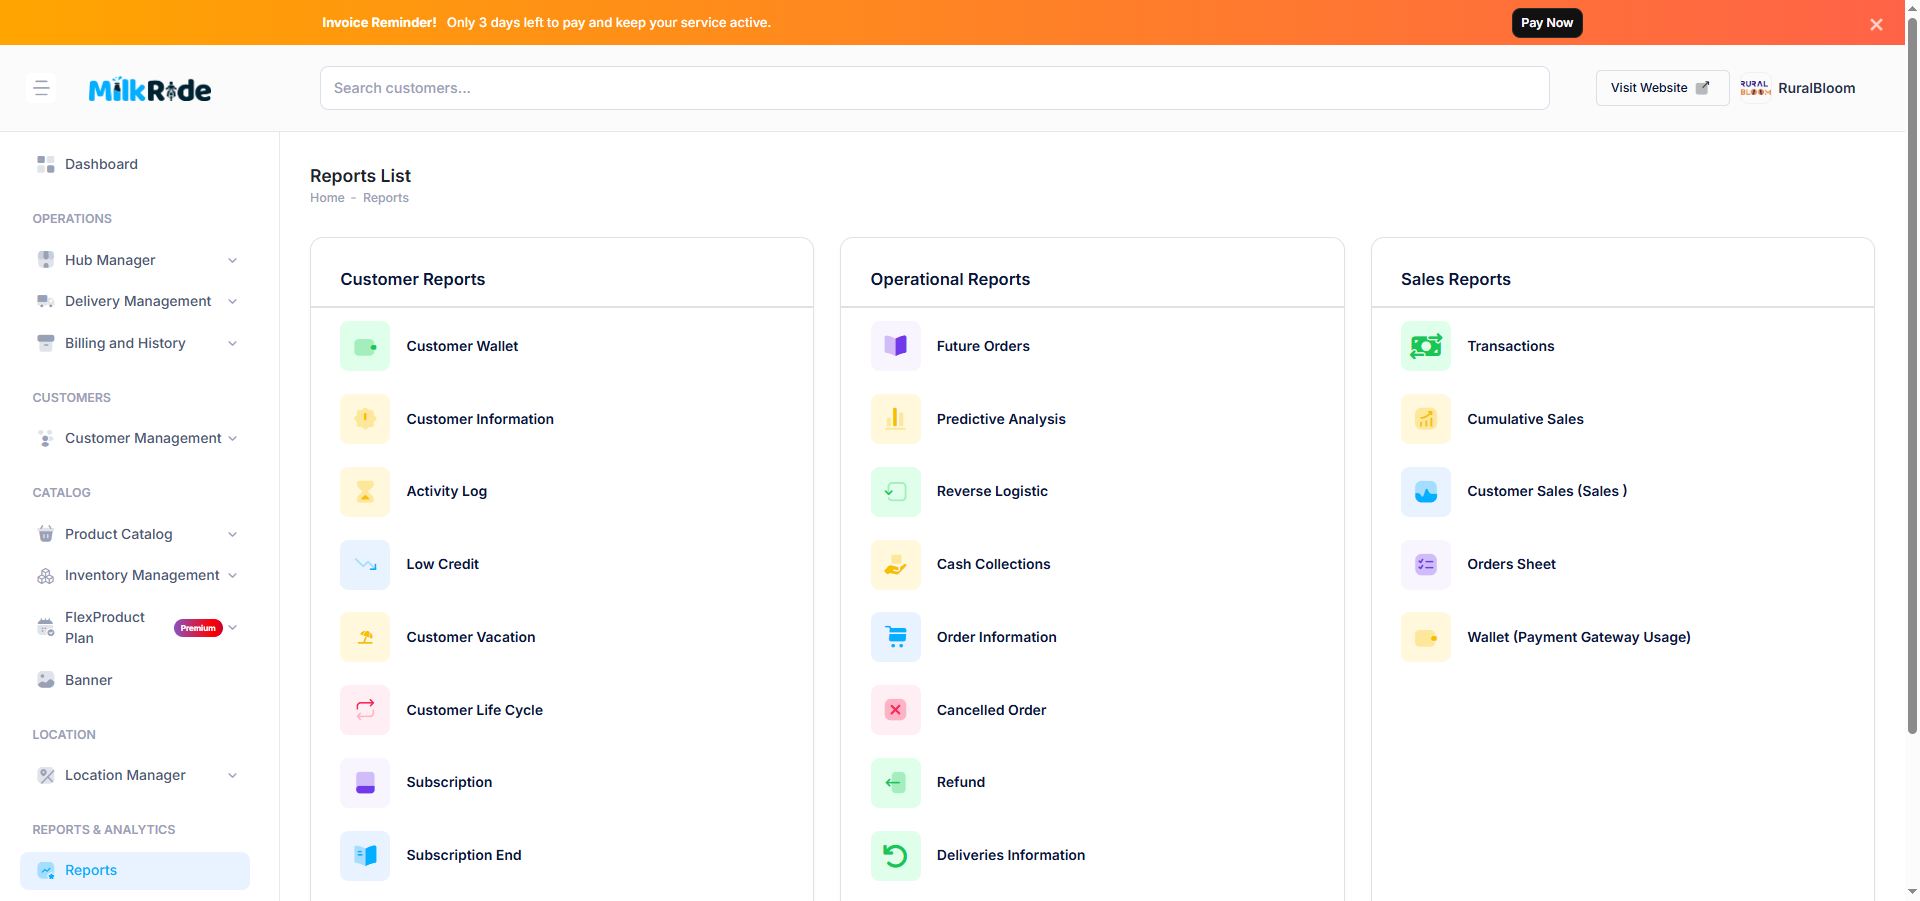 Invoice Reminder! Only 3 days left to pay and keep your service active.
Pay Now
MilkRide
Search customers...
Visit Website
RURAL
BLOOM
RuralBloom
Dashboard
OPERATIONS
Hub Manager
Delivery Management
Billing and History
CUSTOMERS
Customer Management
CATALOG
Product Catalog
Inventory Management
FlexProduct
Plan
Premium
Banner
LOCATION
Location Manager
REPORTS & ANALYTICS
Reports
Reports List
Home - Reports
Customer Reports
Customer Wallet
Customer Information
Activity Log
Low Credit
Customer Vacation
Customer Life Cycle
Subscription
Subscription End
Operational Reports
Future Orders
Predictive Analysis
Reverse Logistic
Cash Collections
Order Information
Cancelled Order
Refund
Deliveries Information
Sales Reports
Transactions
Cumulative Sales
Customer Sales (Sales )
Orders Sheet
Wallet (Payment Gateway Usage)